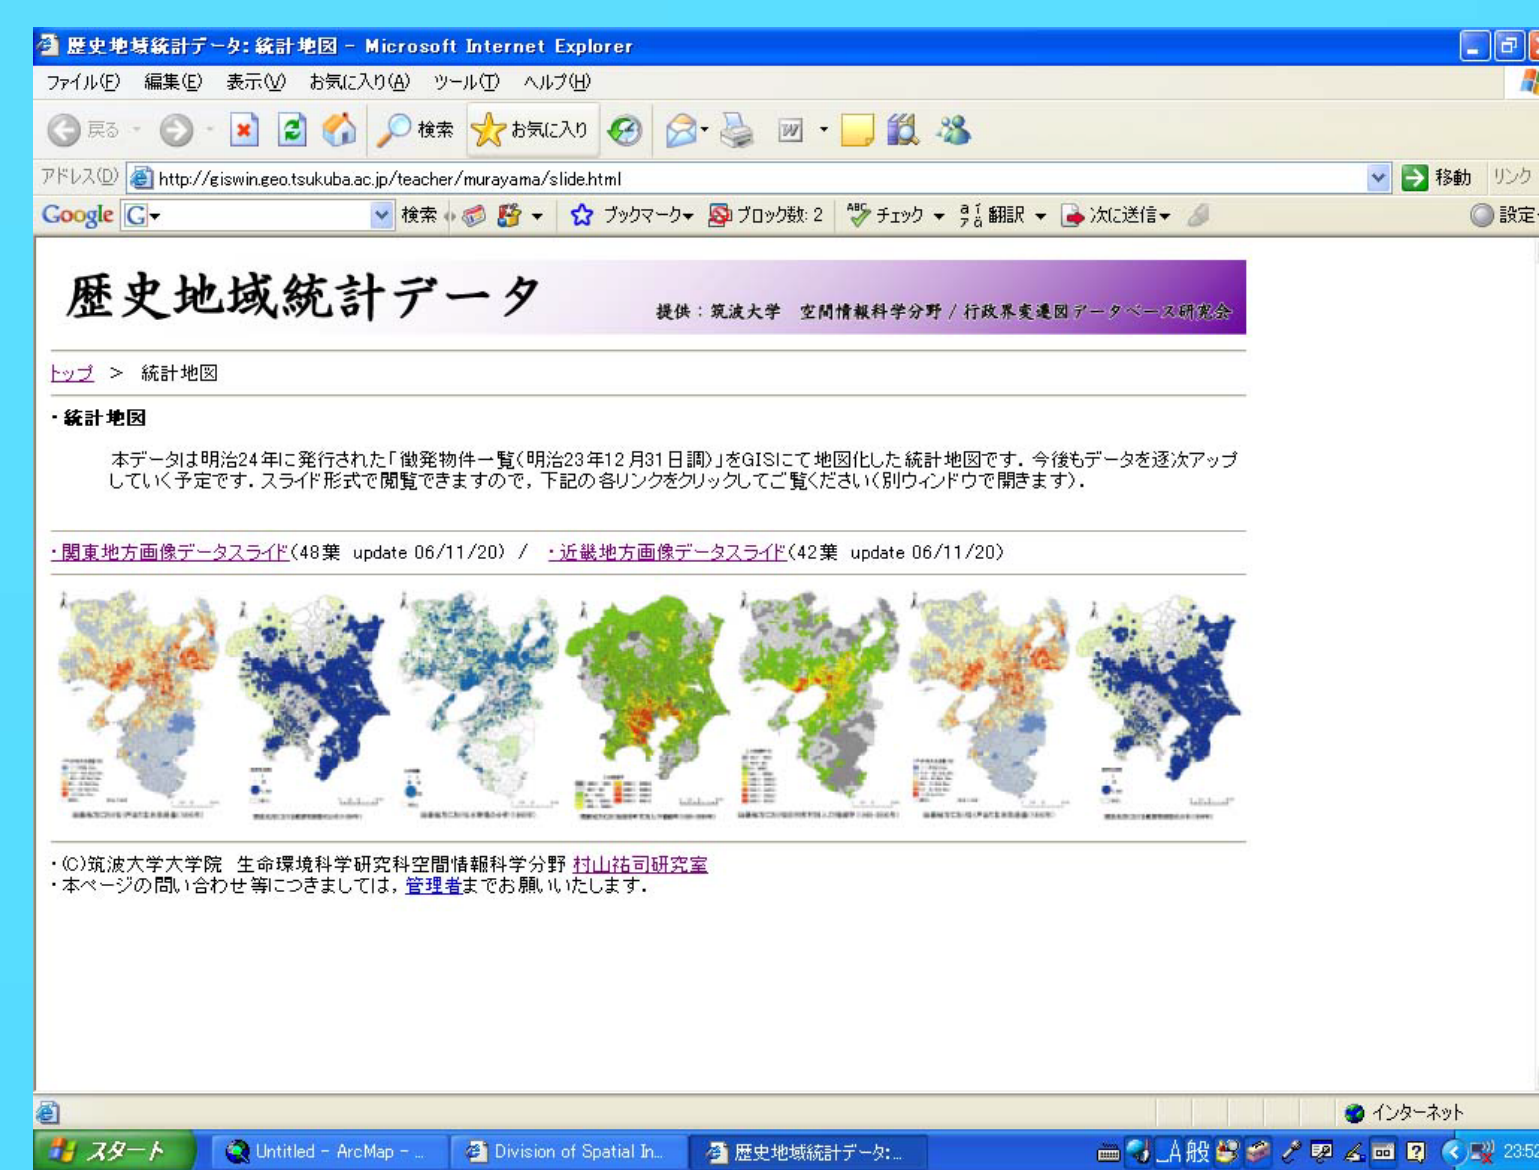 歴史地域統計データ: 統計地図 - Microsoft Internet Explorer
ファイル(F) 編集(E) 表示(V) お気に入り(A) ツール(T) ヘルプ(H)
戻る 検索 お気に入り
アドレス(D) http://giswin.geo.tsukuba.ac.jp/teacher/murayama/slide.html 移動 リンク
Google 検索 ブックマーク ブロック数: 2 チェック 翻訳 次に送信 設定
歴史地域統計データ
提供：筑波大学 空間情報科学分野 / 行政界変遷図データベース研究会
トップ > 統計地図
・統計地図
本データは明治24年に発行された「徴発物件一覧(明治23年12月31日調)」をGISにて地図化した統計地図です．今後もデータを逐次アップ
していく予定です．スライド形式で閲覧できますので，下記の各リンクをクリックしてご覧ください(別ウィンドウで開きます)．
・関東地方画像データスライド(48葉 update 06/11/20) / ・近畿地方画像データスライド(42葉 update 06/11/20)
・(C)筑波大学大学院 生命環境科学研究科空間情報科学分野 村山祐司研究室
・本ページの問い合わせ等につきましては，管理者までお願いいたします．
インターネット
スタート Untitled - ArcMap - ... Division of Spatial In... 歴史地域統計データ:... A 般